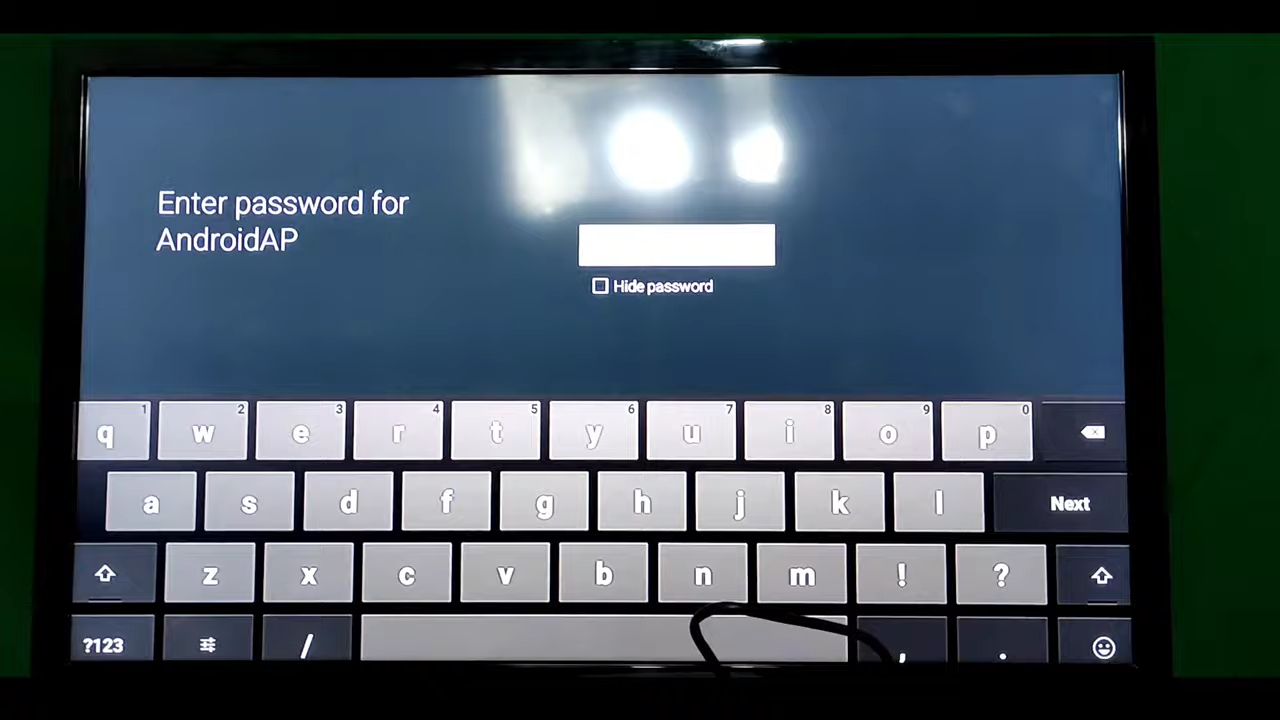 Enter password for
AndroidAP
Hide password
1 2 3 4 5 6 7 8 9 0
q w e r t y u i o p
a s d f g h j k l Next
z x c v b n m ! ?
?123 / , .